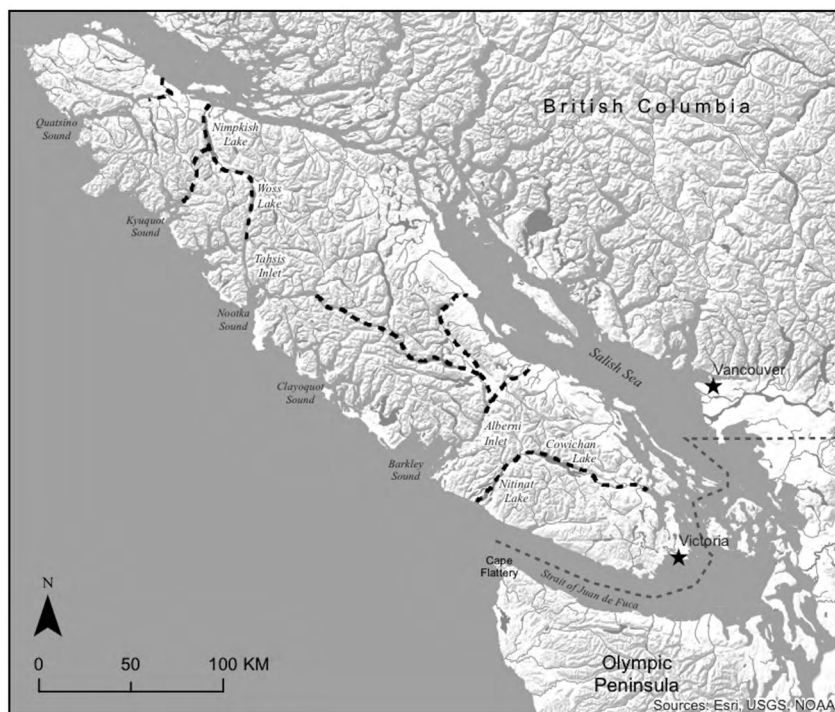 British Columbia
Quatsino
Sound
Nimpkish
Lake
Woss
Lake
Kyuquot
Sound
Tahsis
Inlet
Nootka
Sound
Salish Sea
Vancouver
Clayoquot
Sound
Alberni
Inlet
Cowichan
Lake
Barkley
Sound
Nitinat
Lake
Victoria
Cape
Flattery
Strait of Juan de Fuca
N
0 50 100 KM
Olympic
Peninsula
Sources: Esri, USGS, NOAA